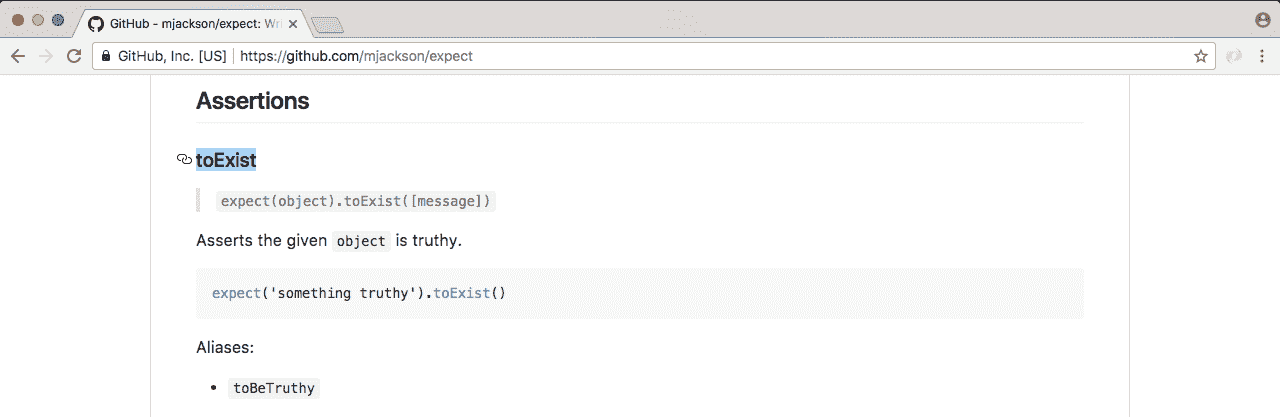 GitHub - mjackson/expect: Wr
GitHub, Inc. [US] https://github.com/mjackson/expect
Assertions
toExist
expect(object).toExist([message])
Asserts the given object is truthy.
expect('something truthy').toExist()
Aliases:
• toBeTruthy